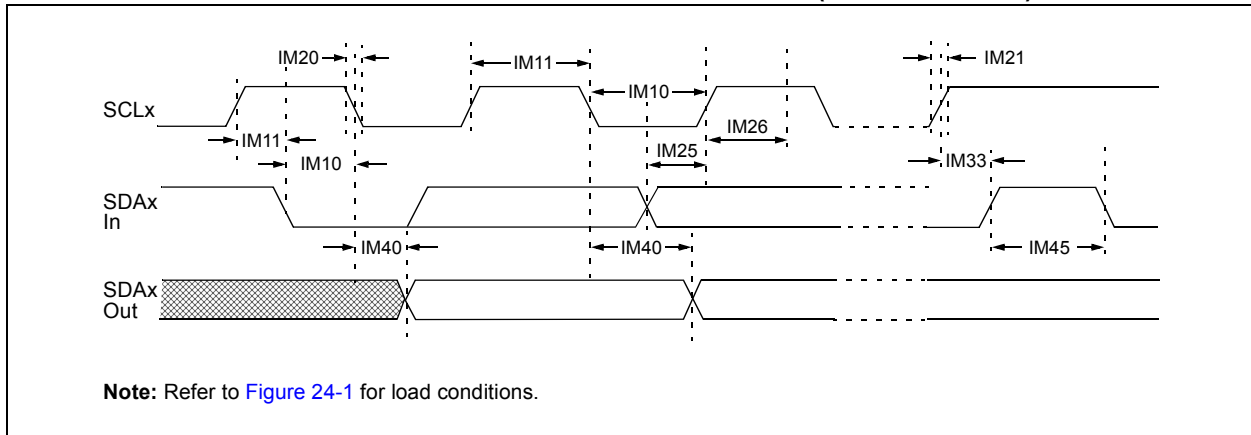 IM20
IM11
IM21
SCLx
IM10
IM26
IM11
IM10
IM25
IM33
SDAx
In
IM40
IM40
IM45
SDAx
Out
Note: Refer to Figure 24-1 for load conditions.